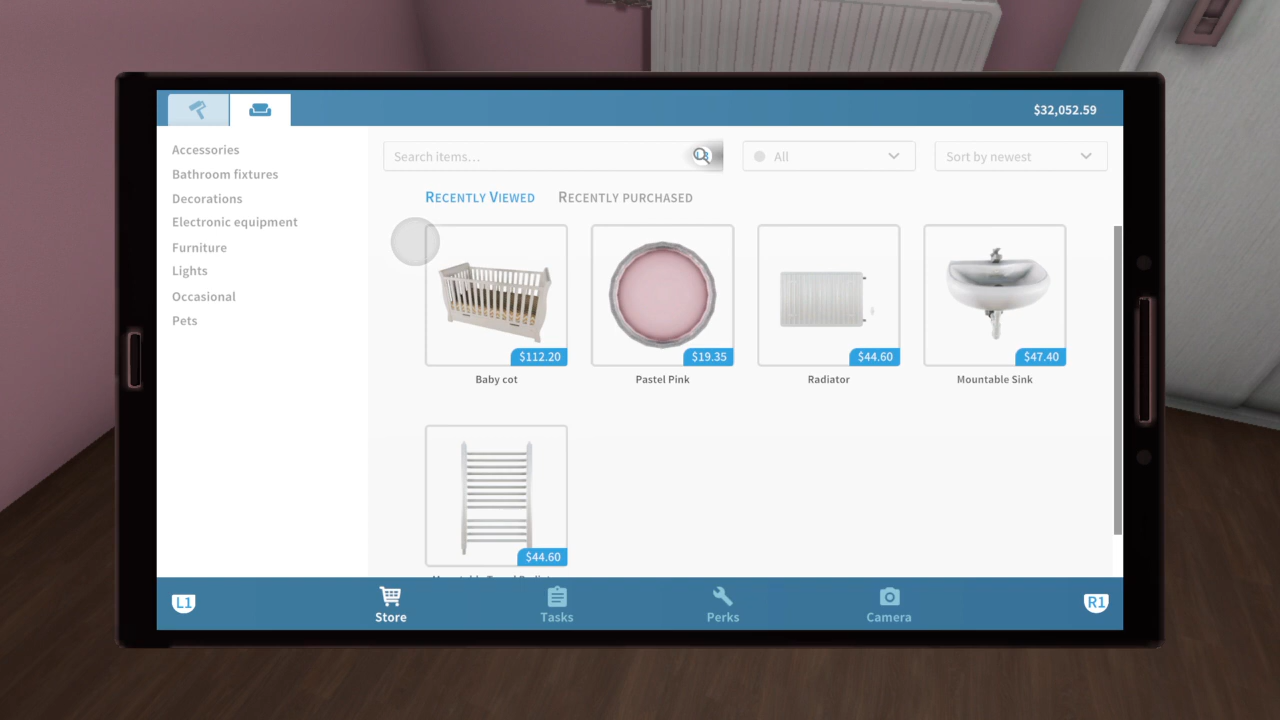 $32,052.59
Search items...
All
Sort by newest
Accessories
Bathroom fixtures
Decorations
Electronic equipment
Furniture
Lights
Occasional
Pets
RECENTLY VIEWED RECENTLY PURCHASED
$112.20 $19.35 $44.60 $47.40
Baby cot Pastel Pink Radiator Mountable Sink
$44.60
L1 Store Tasks Perks Camera R1